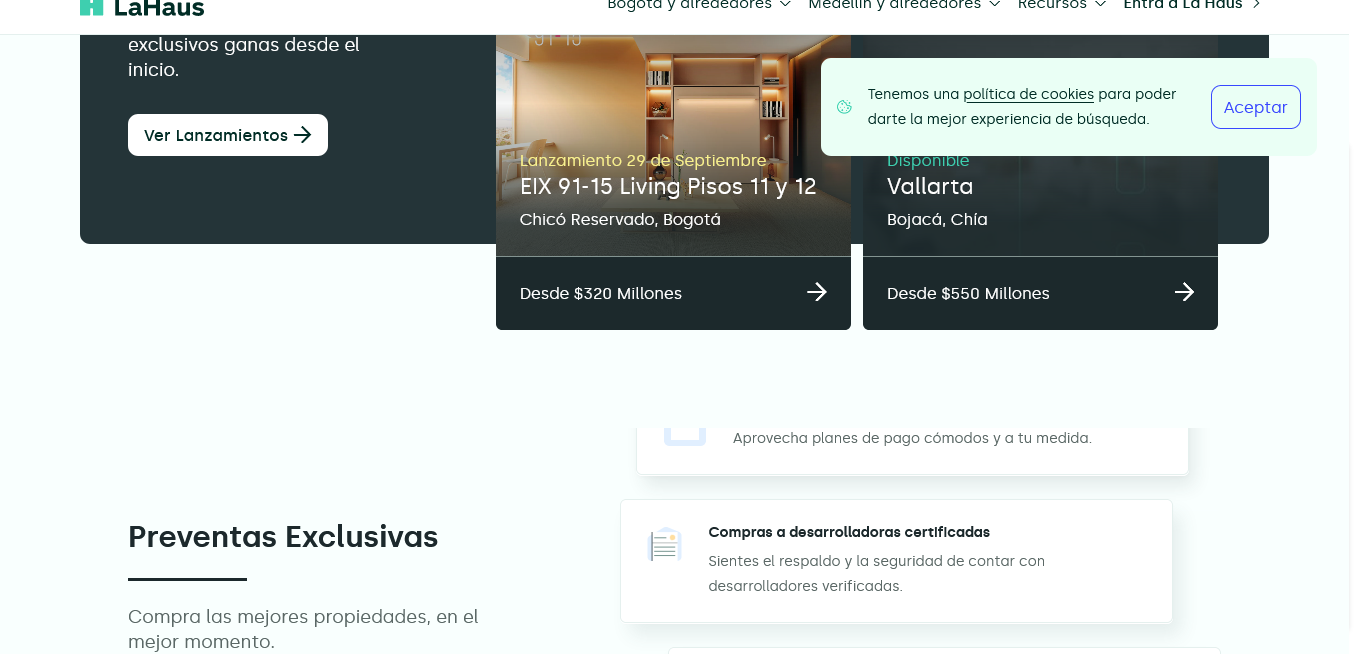 LaHaus
Bogotá y alrededores
Medellín y alrededores
Recursos
Entra a La Haus
exclusivos ganas desde el
inicio.
Ver Lanzamientos
Tenemos una política de cookies para poder
darte la mejor experiencia de búsqueda.
Aceptar
Lanzamiento 29 de Septiembre
EIX 91-15 Living Pisos 11 y 12
Chicó Reservado, Bogotá
Desde $320 Millones
Disponible
Vallarta
Bojacá, Chía
Desde $550 Millones
Aprovecha planes de pago cómodos y a tu medida.
Compras a desarrolladoras certificadas
Sientes el respaldo y la seguridad de contar con
desarrolladores verificadas.
Preventas Exclusivas
Compra las mejores propiedades, en el
mejor momento.